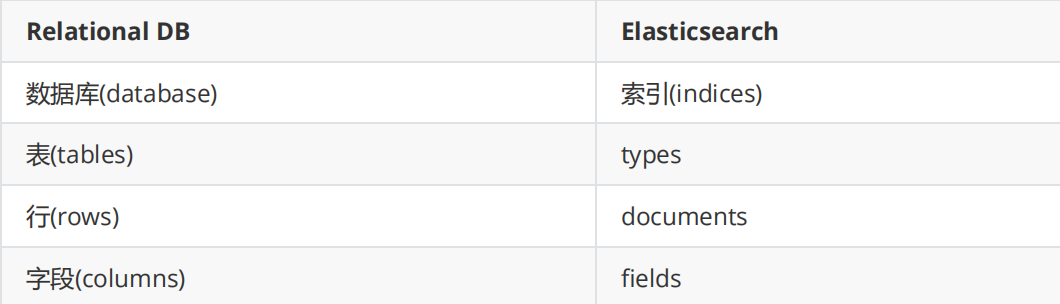 Relational DB Elasticsearch
数据库(database) 索引(indices)
表(tables) types
行(rows) documents
字段(columns) fields